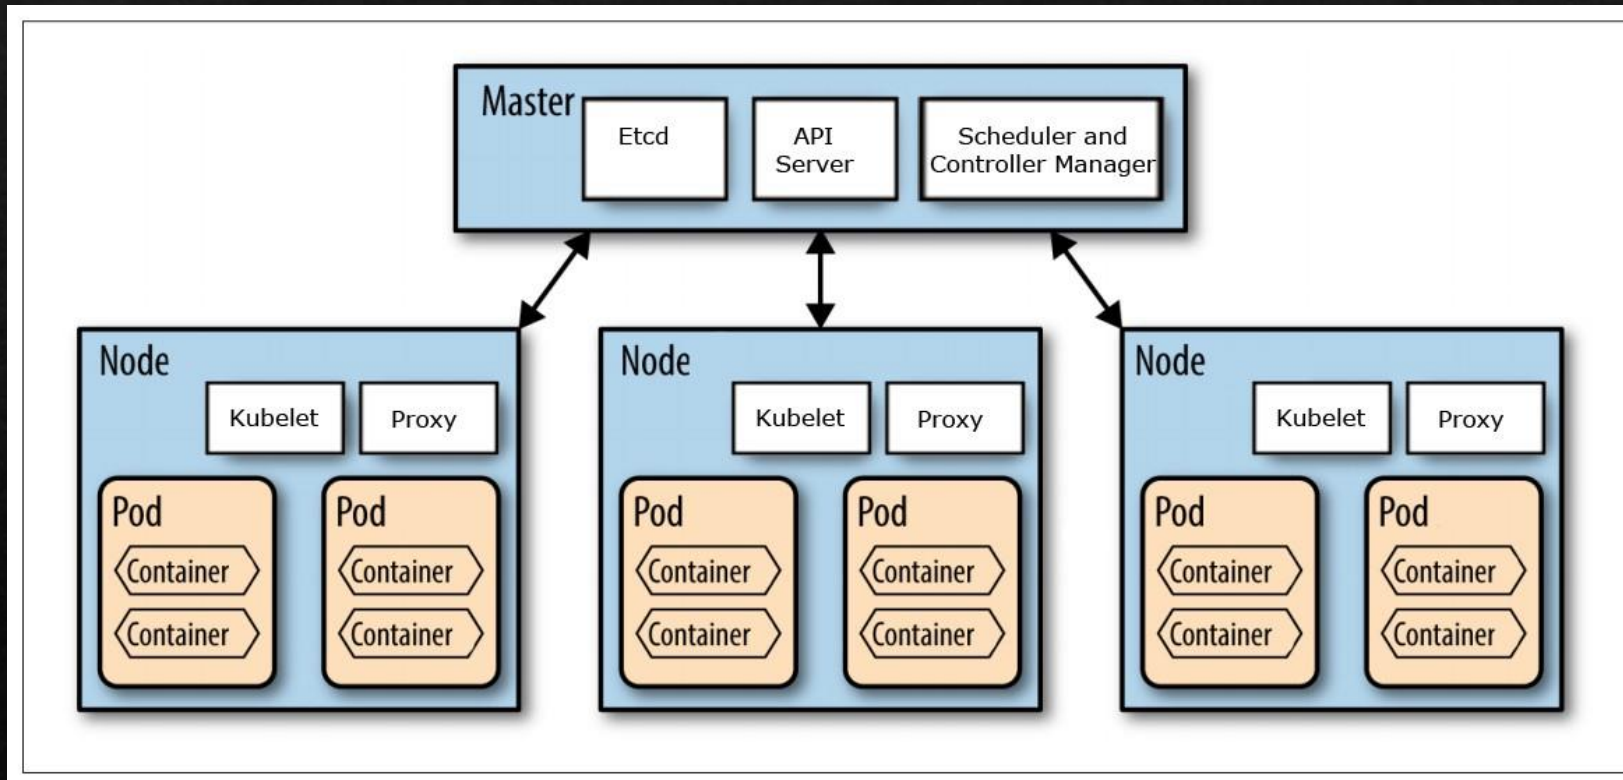 Master
Etcd
API
Server
Scheduler and
Controller Manager
Node
Kubelet
Proxy
Pod
Container
Container
Pod
Container
Container
Node
Kubelet
Proxy
Pod
Container
Container
Pod
Container
Container
Node
Kubelet
Proxy
Pod
Container
Container
Pod
Container
Container